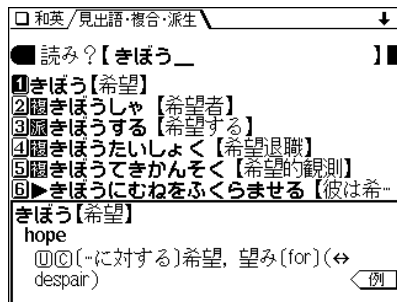 和英/見出語・複合・派生
読み?【きぼう__ 】
1きぼう【希望】
2複きぼうしゃ【希望者】
3派きぼうする【希望する】
4複きぼうたいしょく【希望退職】
5複きぼうてきかんそく【希望的観測】
6▶きぼうにむねをふくらませる【彼は希…
きぼう【希望】
hope
ⓊⒸ〔…に対する〕希望, 望み〔for〕(↔
despair)
例